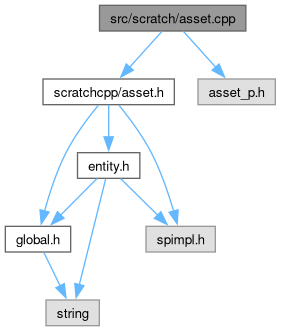 src/scratch/asset.cpp
scratchcpp/asset.h
asset_p.h
entity.h
global.h
spimpl.h
string